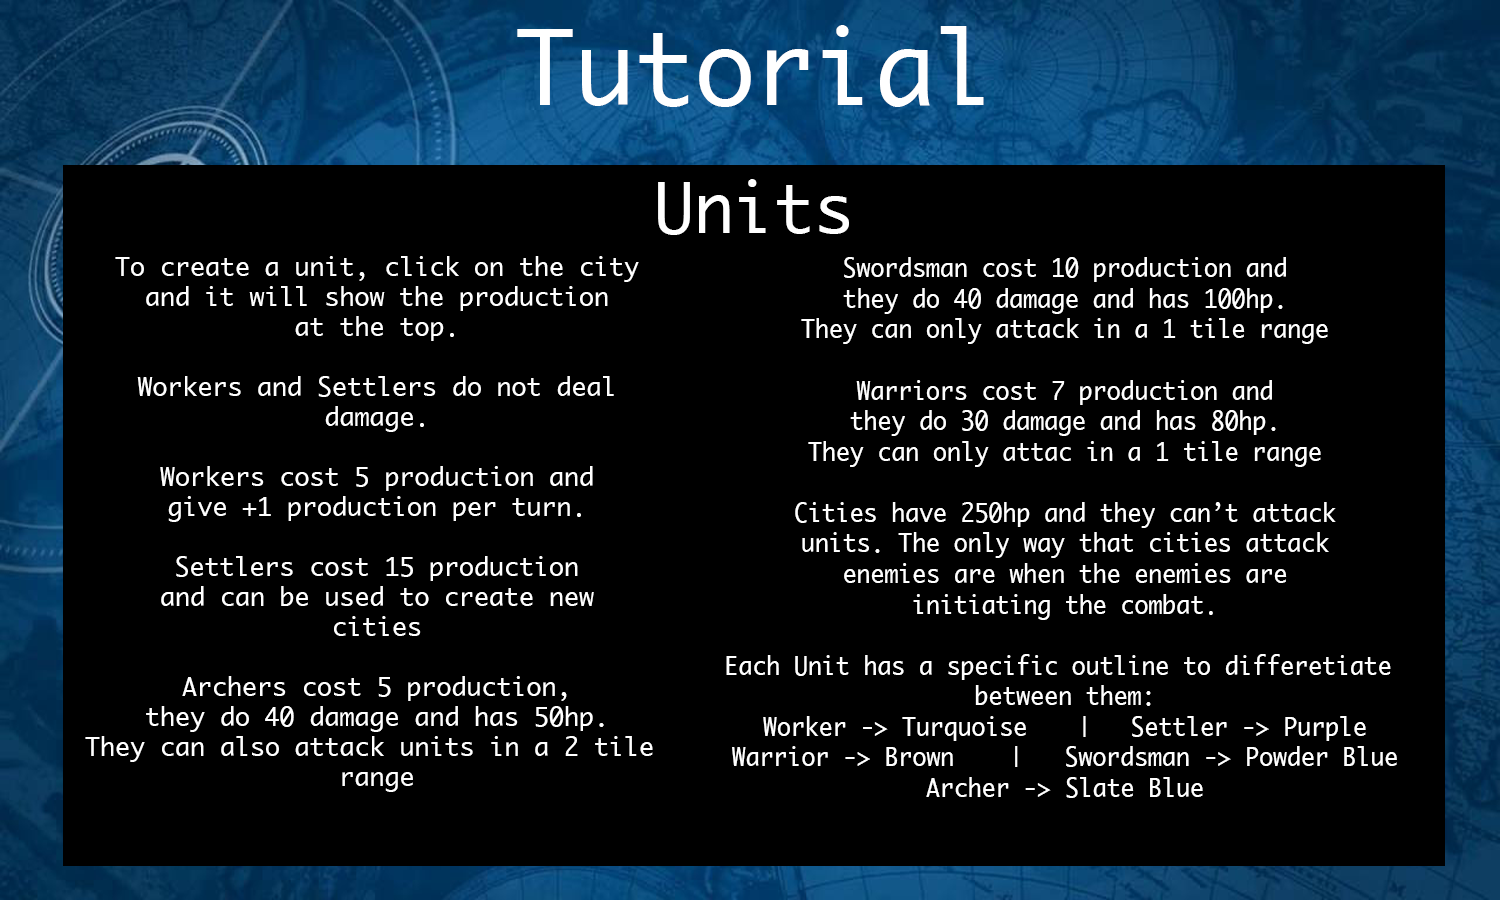 Tutorial
Units
To create a unit, click on the city
and it will show the production
at the top.
Workers and Settlers do not deal
damage.
Workers cost 5 production and
give +1 production per turn.
Settlers cost 15 production
and can be used to create new
cities
Archers cost 5 production,
they do 40 damage and has 50hp.
They can also attack units in a 2 tile
range
Swordsman cost 10 production and
they do 40 damage and has 100hp.
They can only attack in a 1 tile range
Warriors cost 7 production and
they do 30 damage and has 80hp.
They can only attac in a 1 tile range
Cities have 250hp and they can’t attack
units. The only way that cities attack
enemies are when the enemies are
initiating the combat.
Each Unit has a specific outline to differetiate
between them:
Worker -> Turquoise | Settler -> Purple
Warrior -> Brown | Swordsman -> Powder Blue
Archer -> Slate Blue